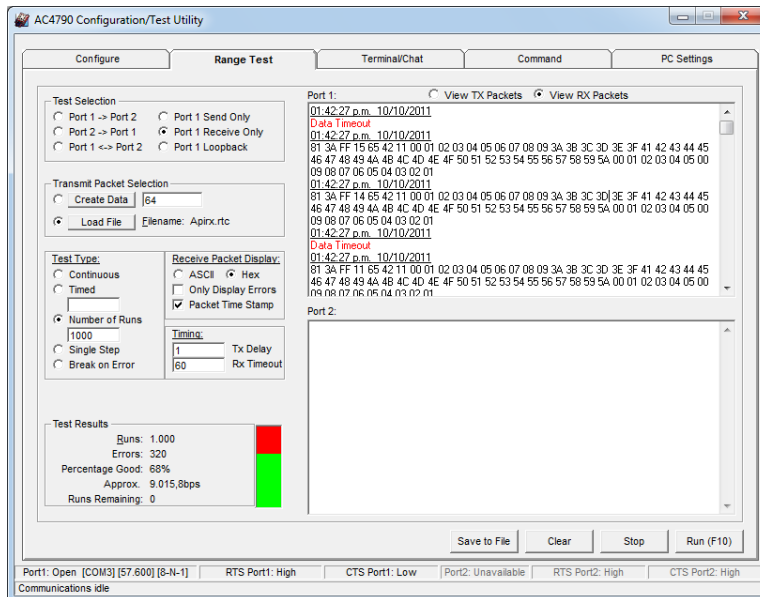 AC4790 Configuration/Test Utility
Configure
Range Test
Terminal/Chat
Command
PC Settings
Test Selection
Port 1 -> Port 2
Port 1 Send Only
Port 2 -> Port 1
Port 1 Receive Only
Port 1 <-> Port 2
Port 1 Loopback
Transmit Packet Selection
Create Data
64
Load File
Filename: Apirx.rtc
Test Type:
Continuous
Timed
Number of Runs
1000
Single Step
Break on Error
Receive Packet Display:
ASCII
Hex
Only Display Errors
Packet Time Stamp
Timing:
1
Tx Delay
60
Rx Timeout
Test Results
Runs: 1.000
Errors: 320
Percentage Good: 68%
Approx. 9.015,8bps
Runs Remaining: 0
Port 1:
View TX Packets
View RX Packets
01:42:27 p.m. 10/10/2011
Data Timeout
01:42:27 p.m. 10/10/2011
81 3A FF 15 65 42 11 00 01 02 03 04 05 06 07 08 09 3A 3B 3C 3D 3E 3F 41 42 43 44 45
46 47 48 49 4A 4B 4C 4D 4E 4F 50 51 52 53 54 55 56 57 58 59 5A 00 01 02 03 04 05 00
09 08 07 06 05 04 03 02 01
01:42:27 p.m. 10/10/2011
81 3A FF 14 65 42 11 00 01 02 03 04 05 06 07 08 09 3A 3B 3C 3D 3E 3F 41 42 43 44 45
46 47 48 49 4A 4B 4C 4D 4E 4F 50 51 52 53 54 55 56 57 58 59 5A 00 01 02 03 04 05 00
09 08 07 06 05 04 03 02 01
01:42:27 p.m. 10/10/2011
Data Timeout
01:42:27 p.m. 10/10/2011
81 3A FF 11 65 42 11 00 01 02 03 04 05 06 07 08 09 3A 3B 3C 3D 3E 3F 41 42 43 44 45
46 47 48 49 4A 4B 4C 4D 4E 4F 50 51 52 53 54 55 56 57 58 59 5A 00 01 02 03 04 05 00
09 08 07 06 05 04 03 02 01
Port 2:
Save to File
Clear
Stop
Run (F10)
Port1: Open [COM3] [57.600] [8-N-1]
RTS Port1: High
CTS Port1: Low
Port2: Unavailable
RTS Port2: High
CTS Port2: High
Communications idle